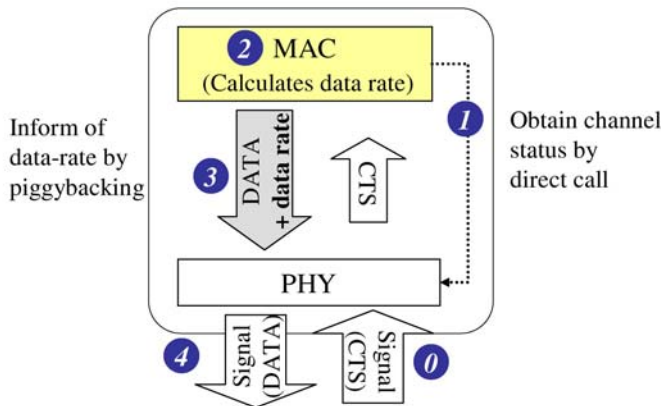 2 MAC
(Calculates data rate)
1
Inform of
data-rate by
piggybacking
Obtain channel
status by
direct call
3
DATA
+ data rate
CTS
PHY
4
Signal
(DATA)
Signal
(CTS)
0